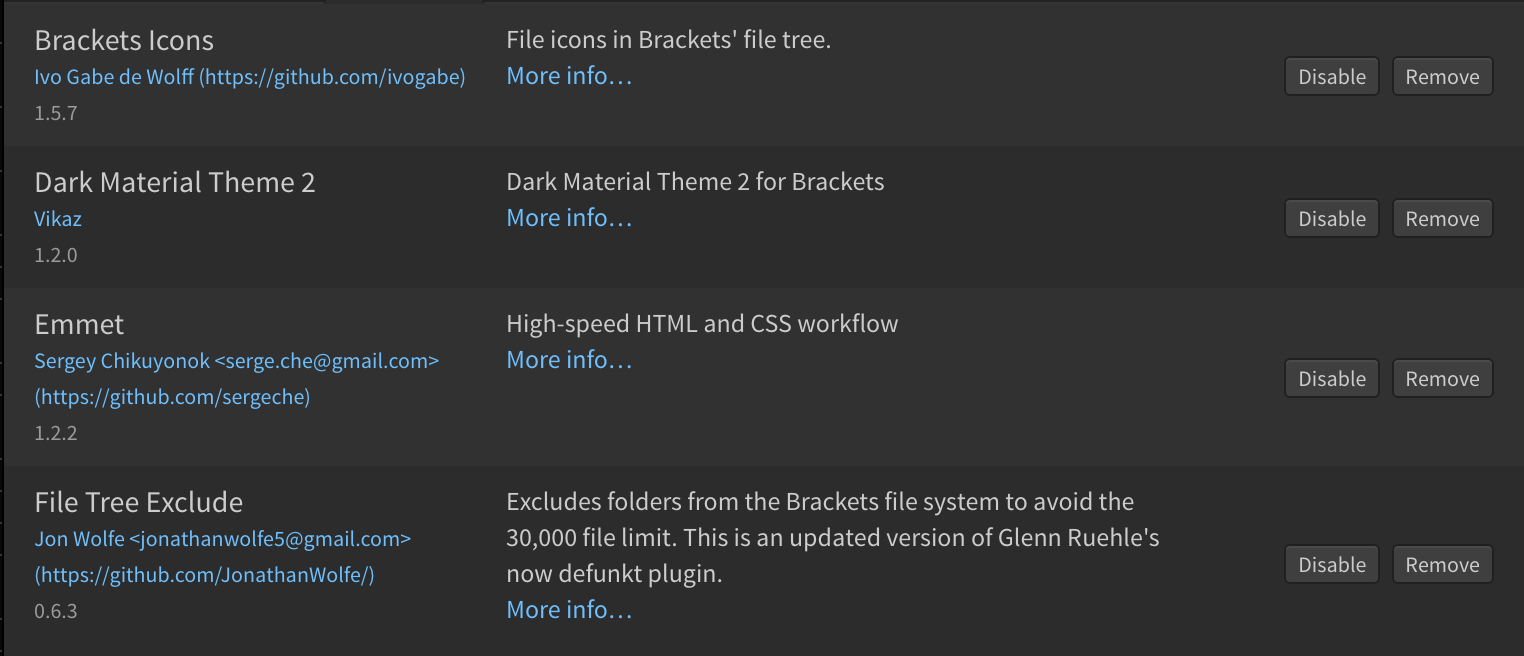 Brackets Icons
Ivo Gabe de Wolff (https://github.com/ivogabe)
1.5.7
File icons in Brackets' file tree.
More info…
Disable
Remove
Dark Material Theme 2
Vikaz
1.2.0
Dark Material Theme 2 for Brackets
More info…
Disable
Remove
Emmet
Sergey Chikuyonok <serge.che@gmail.com>
(https://github.com/sergeche)
1.2.2
High-speed HTML and CSS workflow
More info…
Disable
Remove
File Tree Exclude
Jon Wolfe <jonathanwolfe5@gmail.com>
(https://github.com/JonathanWolfe/)
0.6.3
Excludes folders from the Brackets file system to avoid the
30,000 file limit. This is an updated version of Glenn Ruehle's
now defunkt plugin.
More info…
Disable
Remove